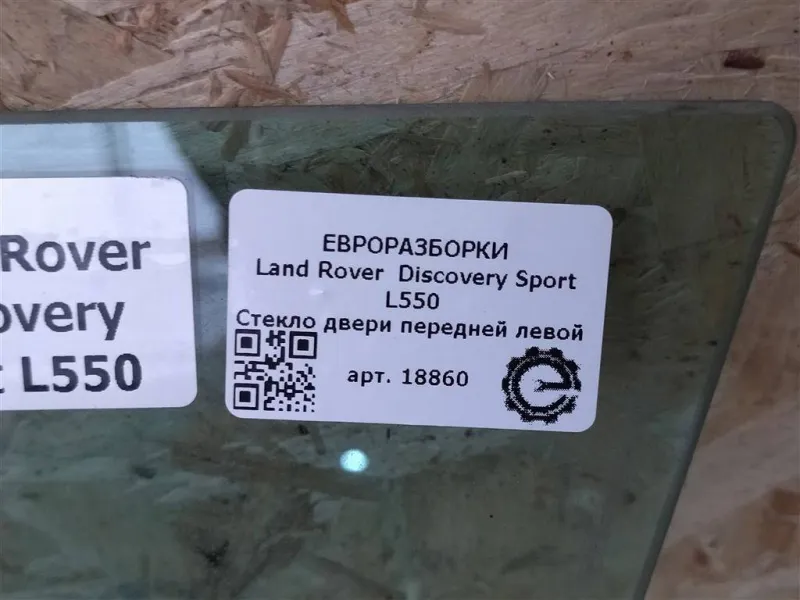 Rover
overy
L550
ЕВРОРАЗБОРКИ
Land Rover Discovery Sport
L550
Стекло двери передней левой
арт. 18860